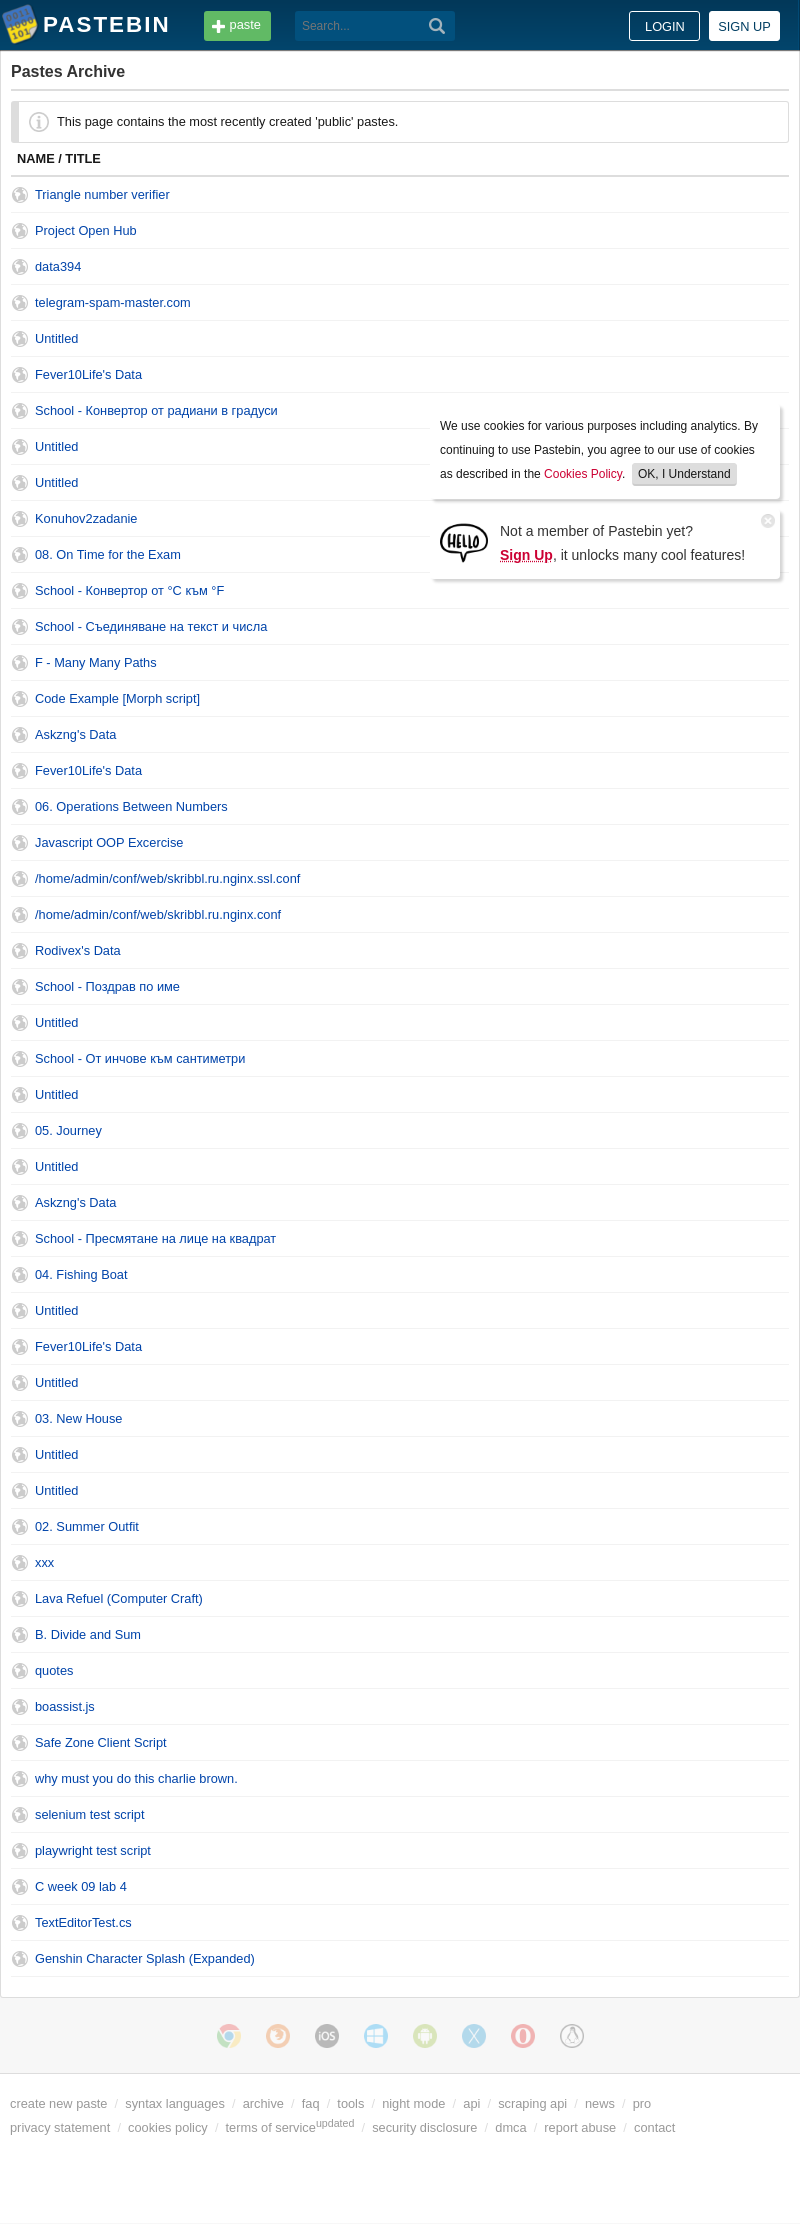 PASTEBIN
paste
Search...
LOGIN
SIGN UP
Pastes Archive
This page contains the most recently created 'public' pastes.
NAME / TITLE
Triangle number verifier
Project Open Hub
data394
telegram-spam-master.com
Untitled
Fever10Life's Data
School - Конвертор от радиани в градуси
Untitled
Untitled
Konuhov2zadanie
08. On Time for the Exam
We use cookies for various purposes including analytics. By
continuing to use Pastebin, you agree to our use of cookies
as described in the Cookies Policy. OK, I Understand
HELLO
Not a member of Pastebin yet?
Sign Up, it unlocks many cool features!
School - Конвертор от °C към °F
School - Съединяване на текст и числа
F - Many Many Paths
Code Example [Morph script]
Askzng's Data
Fever10Life's Data
06. Operations Between Numbers
Javascript OOP Excercise
/home/admin/conf/web/skribbl.ru.nginx.ssl.conf
/home/admin/conf/web/skribbl.ru.nginx.conf
Rodivex's Data
School - Поздрав по име
Untitled
School - От инчове към сантиметри
Untitled
05. Journey
Untitled
Askzng's Data
School - Пресмятане на лице на квадрат
04. Fishing Boat
Untitled
Fever10Life's Data
Untitled
03. New House
Untitled
Untitled
02. Summer Outfit
xxx
Lava Refuel (Computer Craft)
B. Divide and Sum
quotes
boassist.js
Safe Zone Client Script
why must you do this charlie brown.
selenium test script
playwright test script
C week 09 lab 4
TextEditorTest.cs
Genshin Character Splash (Expanded)
iOS
create new paste / syntax languages / archive / faq / tools / night mode / api / scraping api / news / pro
privacy statement / cookies policy / terms of serviceupdated / security disclosure / dmca / report abuse / contact